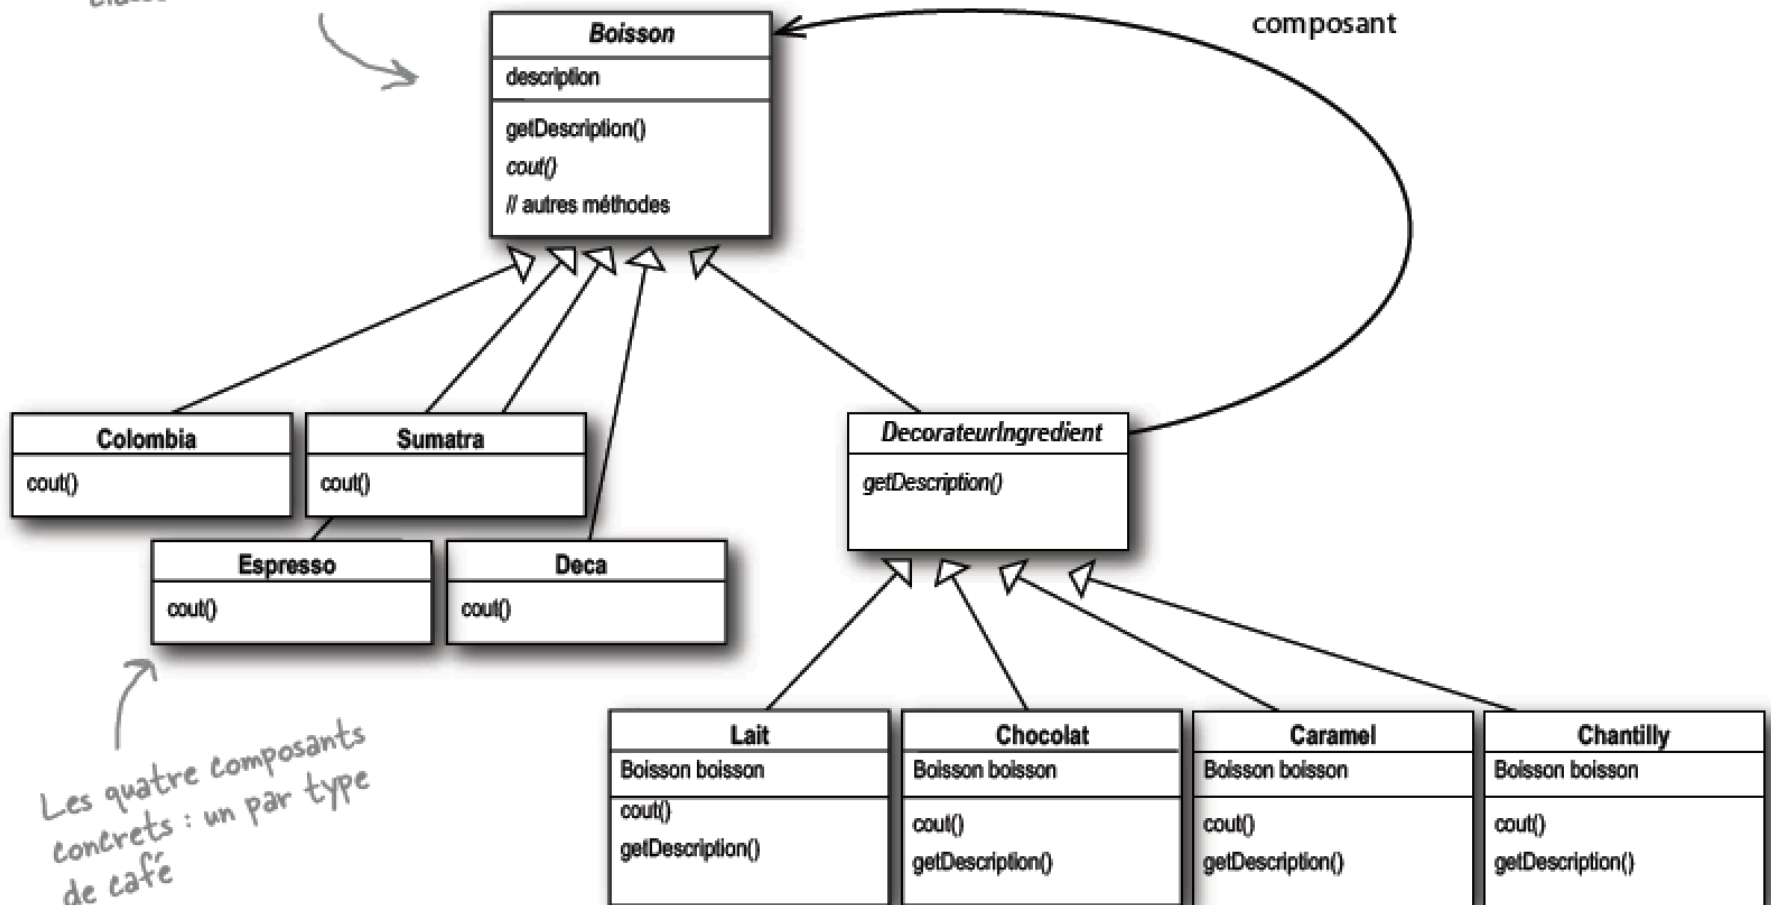 composant
Boisson
description
getDescription()
cout()
// autres méthodes
Colombia
cout()
Sumatra
cout()
Espresso
cout()
Deca
cout()
DecorateurIngredient
getDescription()
Les quatre composants
concrets : un par type
de café
Lait
Boisson boisson
cout()
getDescription()
Chocolat
Boisson boisson
cout()
getDescription()
Caramel
Boisson boisson
cout()
getDescription()
Chantilly
Boisson boisson
cout()
getDescription()